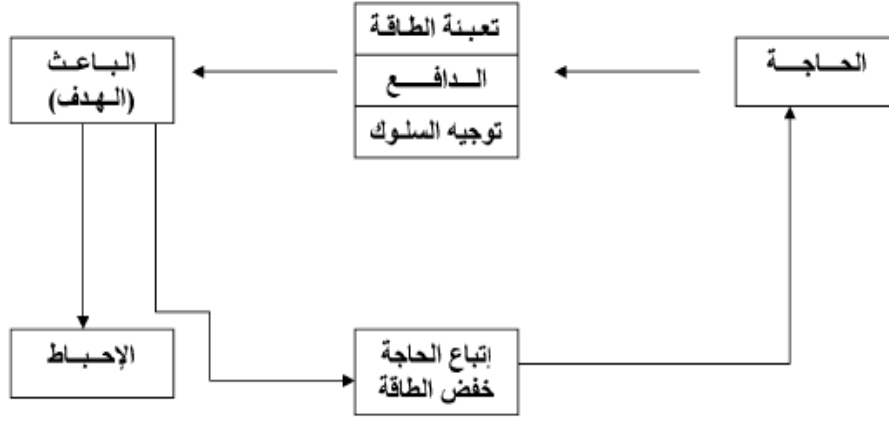 الحاجة
تعبئة الطاقة
الدافع
توجيه السلوك
الباعث
(الهدف)
إتباع الحاجة
خفض الطاقة
الإحباط